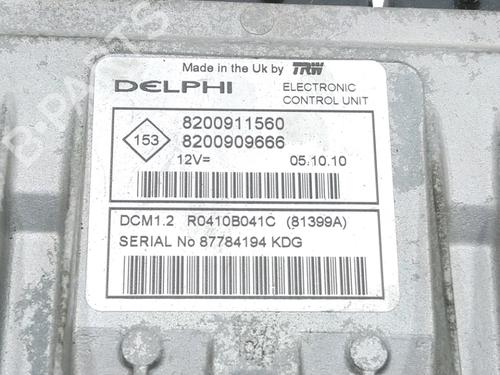 Made in the Uk by TRW
DELPHI
ELECTRONIC
CONTROL UNIT
153
8200911560
8200909666
12V= 05.10.10
DCM1.2 R0410B041C (81399A)
SERIAL No 87784194 KDG
B-PARTS